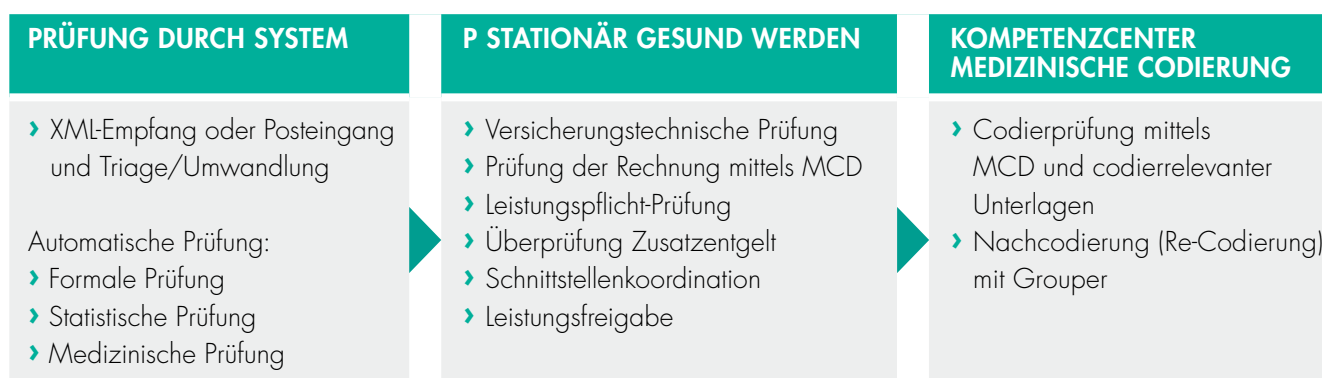 PRÜFUNG DURCH SYSTEM
› XML-Empfang oder Posteingang
und Triage/Umwandlung
Automatische Prüfung:
› Formale Prüfung
› Statistische Prüfung
› Medizinische Prüfung
P STATIONÄR GESUND WERDEN
› Versicherungstechnische Prüfung
› Prüfung der Rechnung mittels MCD
› Leistungspflicht-Prüfung
› Überprüfung Zusatzentgelt
› Schnittstellenkoordination
› Leistungsfreigabe
KOMPETENZCENTER
MEDIZINISCHE CODIERUNG
› Codierprüfung mittels
MCD und codierrelevanter
Unterlagen
› Nachcodierung (Re-Codierung)
mit Grouper